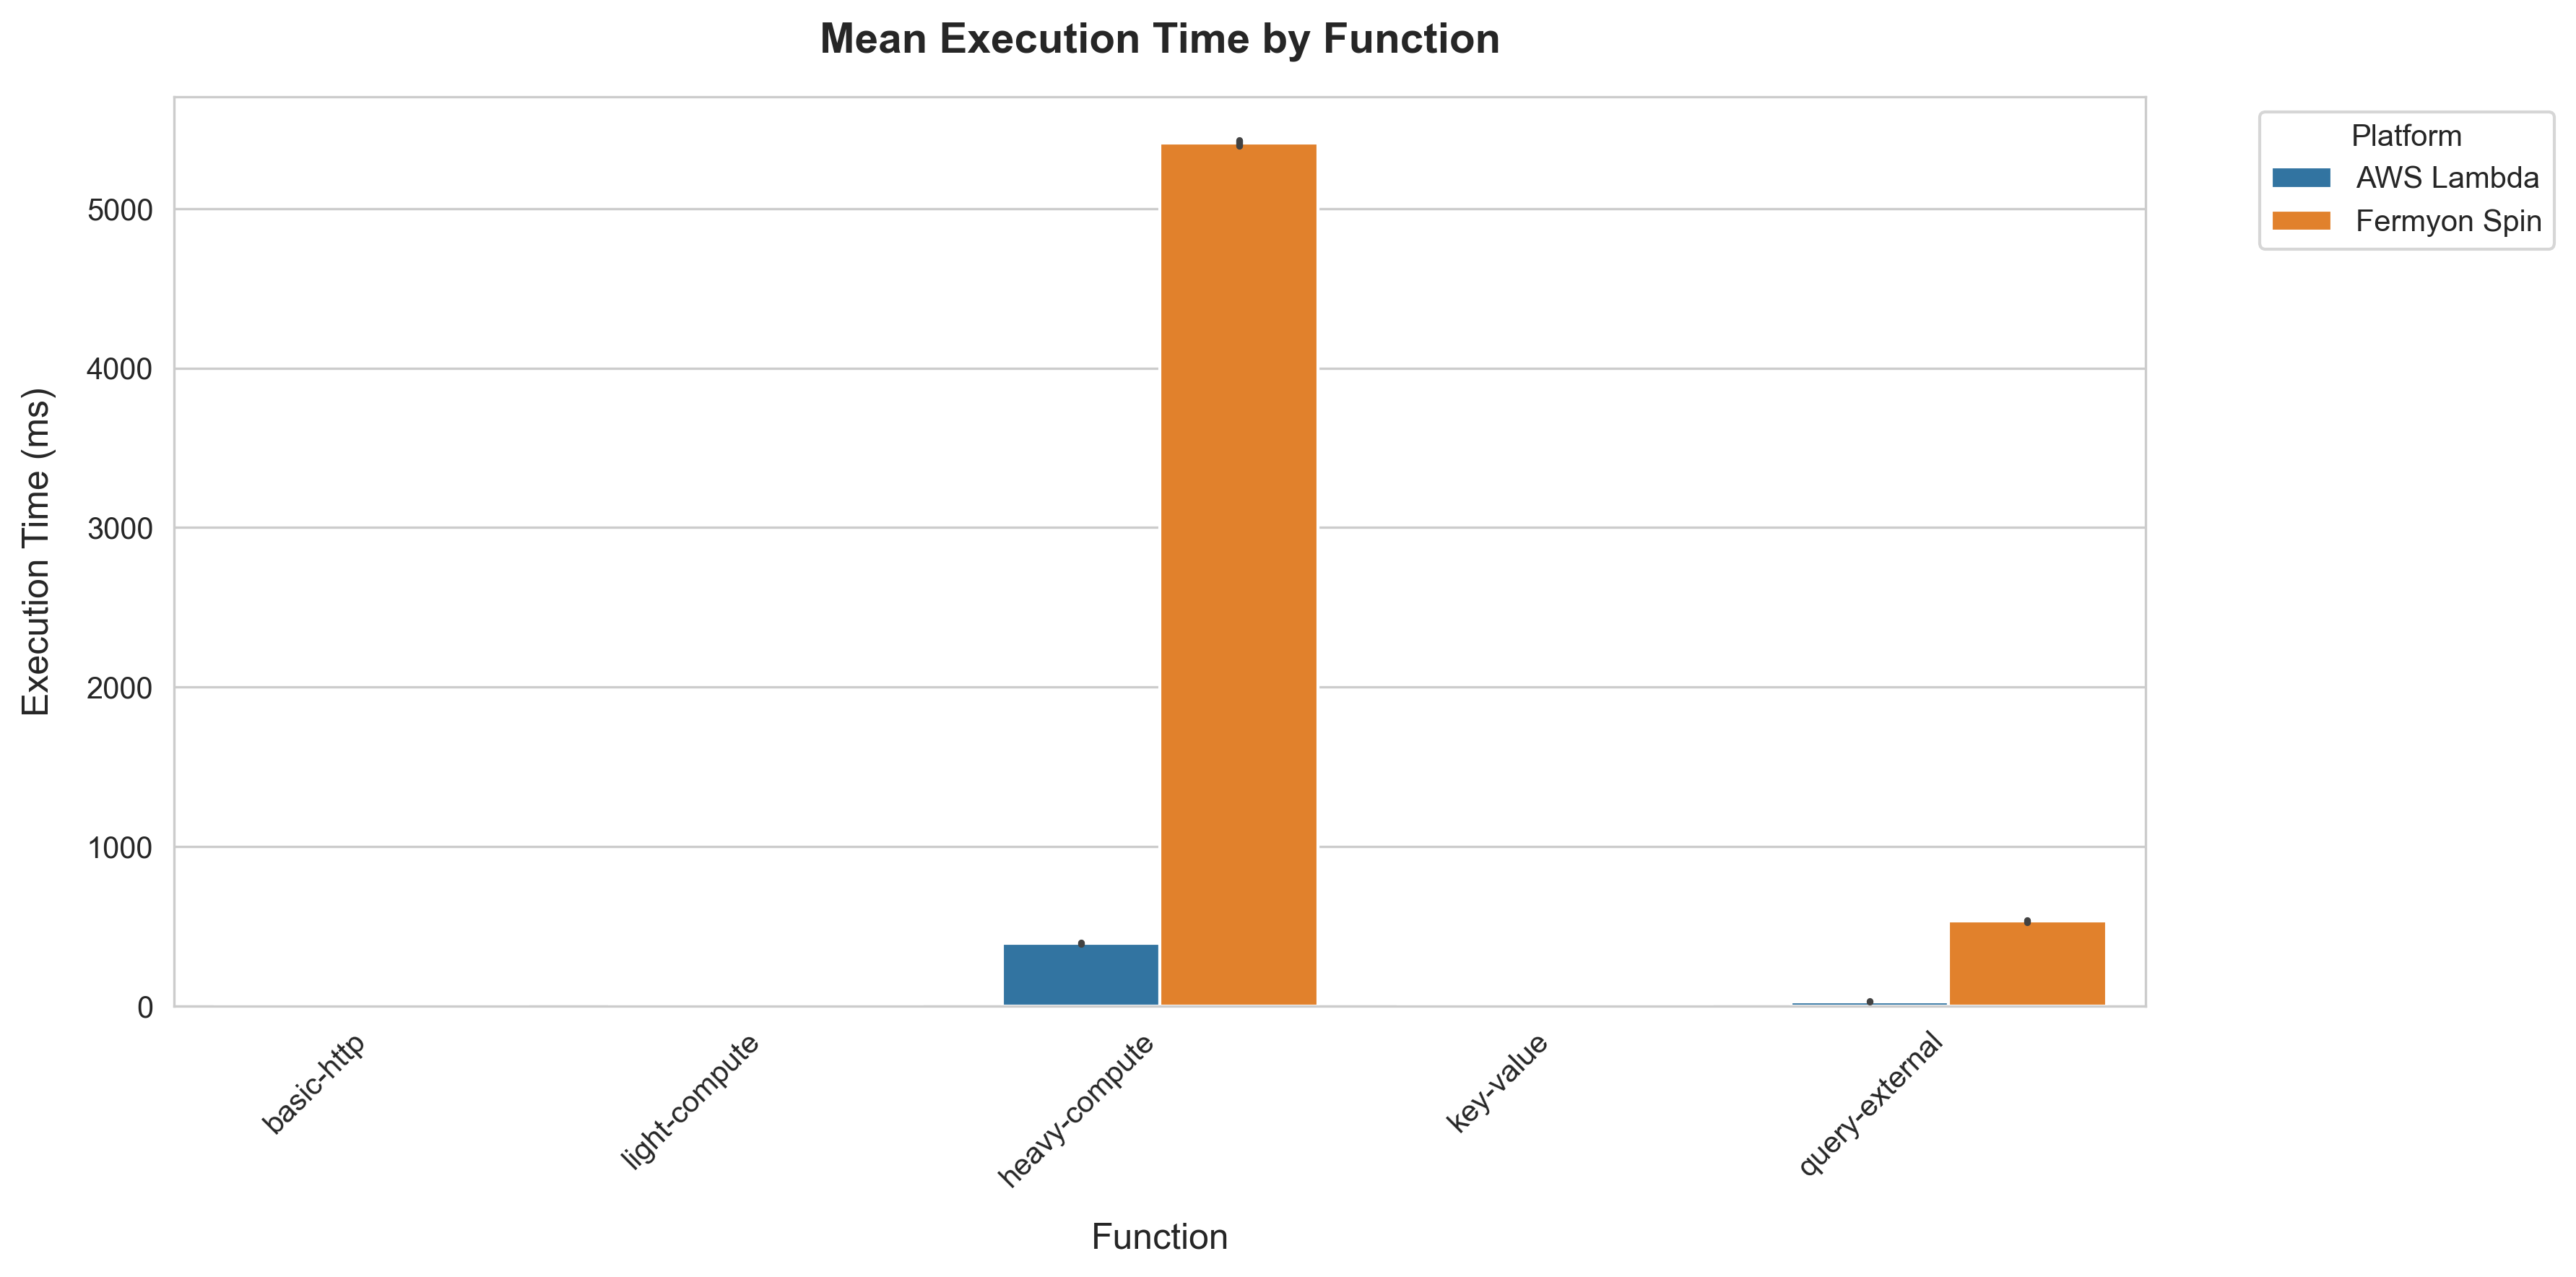 Mean Execution Time by Function
Platform
AWS Lambda
Fermyon Spin
Execution Time (ms)
5000
4000
3000
2000
1000
0
basic-http
light-compute
heavy-compute
key-value
query-external
Function